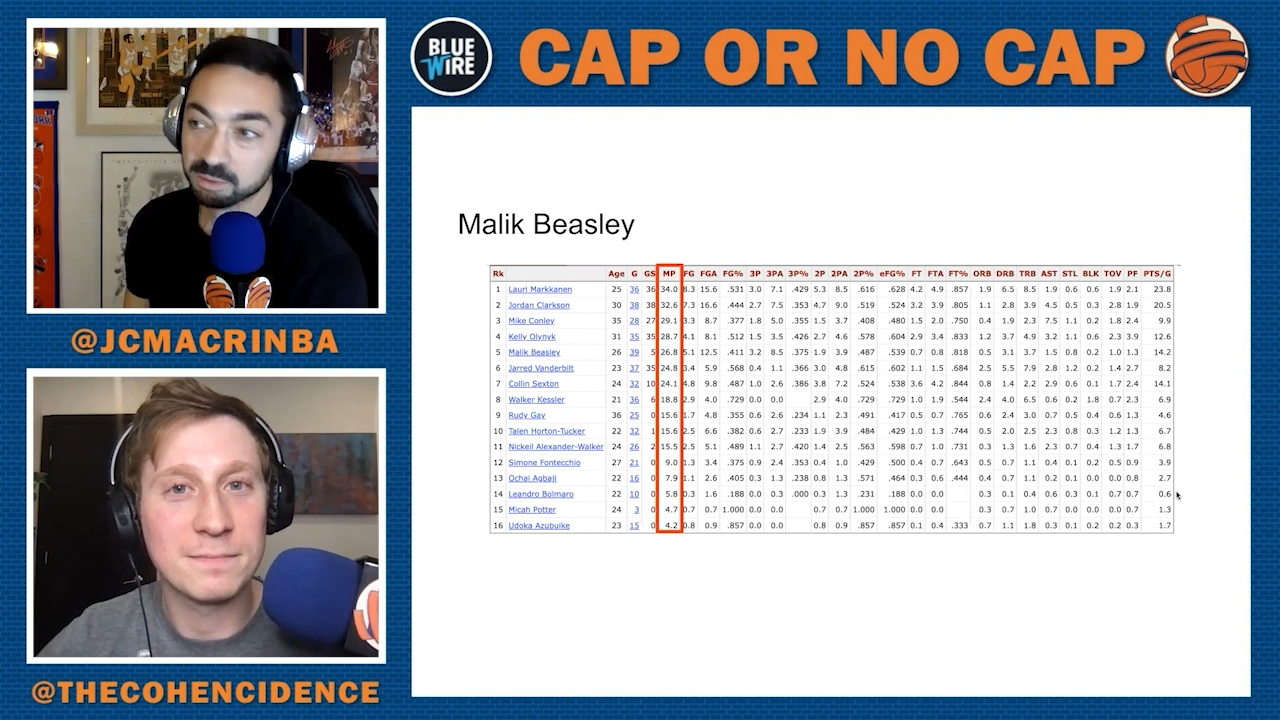 BLUE
WIRE
CAP OR NO CAP
@JCMACRINBA
@THECOHENCIDENCE
Malik Beasley
Rk Age G GS MP FG FGA FG% 3P 3PA 3P% 2P 2PA 2P% eFG% FT FTA FT% ORB DRB TRB AST STL BLK TOV PF PTS/G
1 Lauri Markkanen 25 36 36 34.0 8.3 15.6 .531 3.0 7.1 .429 5.3 8.5 .616 .628 4.2 4.9 .857 1.9 6.5 8.5 1.9 0.6 0.6 1.9 2.1 23.8
2 Jordan Clarkson 30 38 38 32.6 7.3 16.6 .444 2.7 7.5 .353 4.7 9.0 .519 .524 3.2 3.9 .805 1.1 2.8 3.9 4.5 0.5 0.3 2.8 1.9 20.5
3 Mike Conley 35 28 27 29.1 3.3 8.7 .377 1.8 5.0 .355 1.5 3.7 .408 .480 1.5 2.0 .750 0.4 1.9 2.3 7.5 1.1 0.2 1.8 2.4 9.9
4 Kelly Olynyk 31 35 35 28.7 4.1 8.1 .512 1.5 3.5 .426 2.7 4.6 .578 .604 2.9 3.4 .833 1.2 3.7 4.9 3.2 1.1 0.6 2.3 3.9 12.6
5 Malik Beasley 26 39 5 26.8 5.1 12.5 .411 3.2 8.5 .375 1.9 3.9 .487 .539 0.7 0.8 .818 0.5 3.1 3.7 1.5 0.8 0.2 1.0 1.3 14.2
6 Jarred Vanderbilt 23 37 35 24.8 3.4 5.9 .568 0.4 1.1 .366 3.0 4.8 .615 .602 1.1 1.5 .684 2.5 5.5 7.9 2.8 1.2 0.2 1.4 2.7 8.2
7 Collin Sexton 24 32 10 24.1 4.8 9.8 .487 1.0 2.6 .386 3.8 7.2 .524 .538 3.6 4.2 .844 0.8 1.4 2.2 2.9 0.6 0.1 1.7 2.4 14.1
8 Walker Kessler 21 36 6 18.8 2.9 4.0 .729 0.0 0.0 2.9 4.0 .729 .729 1.0 1.9 .544 2.4 4.0 6.5 0.6 0.2 1.8 0.7 2.3 6.9
9 Rudy Gay 36 25 0 15.6 1.7 4.8 .355 0.6 2.6 .234 1.1 2.3 .491 .417 0.5 0.7 0.6 2.4 3.0 0.7 0.5 0.4 0.6 1.3 4.6
10 Talen Horton-Tucker 22 32 1 15.6 2.5 6.6 .382 0.6 2.7 .233 1.9 3.9 .484 .429 1.0 1.4 .744 0.5 2.0 2.5 2.3 0.4 0.3 1.2 1.3 6.7
11 Nickeil Alexander-Walker 24 26 2 15.5 2.5 5.1 .489 1.1 2.7 .420 1.4 2.5 .563 .598 0.7 1.0 0.3 1.3 1.6 2.3 0.7 0.4 1.3 1.7 6.8
12 Simone Fontecchio 27 21 0 9.0 1.3 3.4 .375 0.9 2.4 .353 0.4 1.0 .429 .500 0.4 0.7 .643 0.5 0.7 1.1 0.4 0.1 0.2 0.5 0.9 3.9
13 Ochai Agbaji 22 16 0 7.9 1.1 2.6 .405 0.3 1.3 .238 0.8 1.3 .571 .464 0.3 0.6 .444 0.4 0.7 1.1 0.2 0.1 0.1 0.3 0.8 2.7
14 Leandro Bolmaro 22 10 0 5.8 0.3 1.6 .188 0.0 0.3 .000 0.3 1.3 .231 .188 0.0 0.0 0.3 0.1 0.4 0.6 0.1 0.0 0.7 0.7 0.6
15 Micah Potter 24 3 0 4.7 0.7 0.7 1.000 0.0 0.0 0.7 0.7 1.000 1.000 0.0 0.0 0.0 0.3 0.3 0.3 0.0 0.0 0.7 1.3
16 Udoka Azubuike 23 15 0 4.2 0.8 0.9 .857 0.0 0.0 0.8 0.9 .857 .857 0.1 0.4 .333 0.7 1.1 1.8 0.3 0.1 0.2 0.2 0.3 1.7